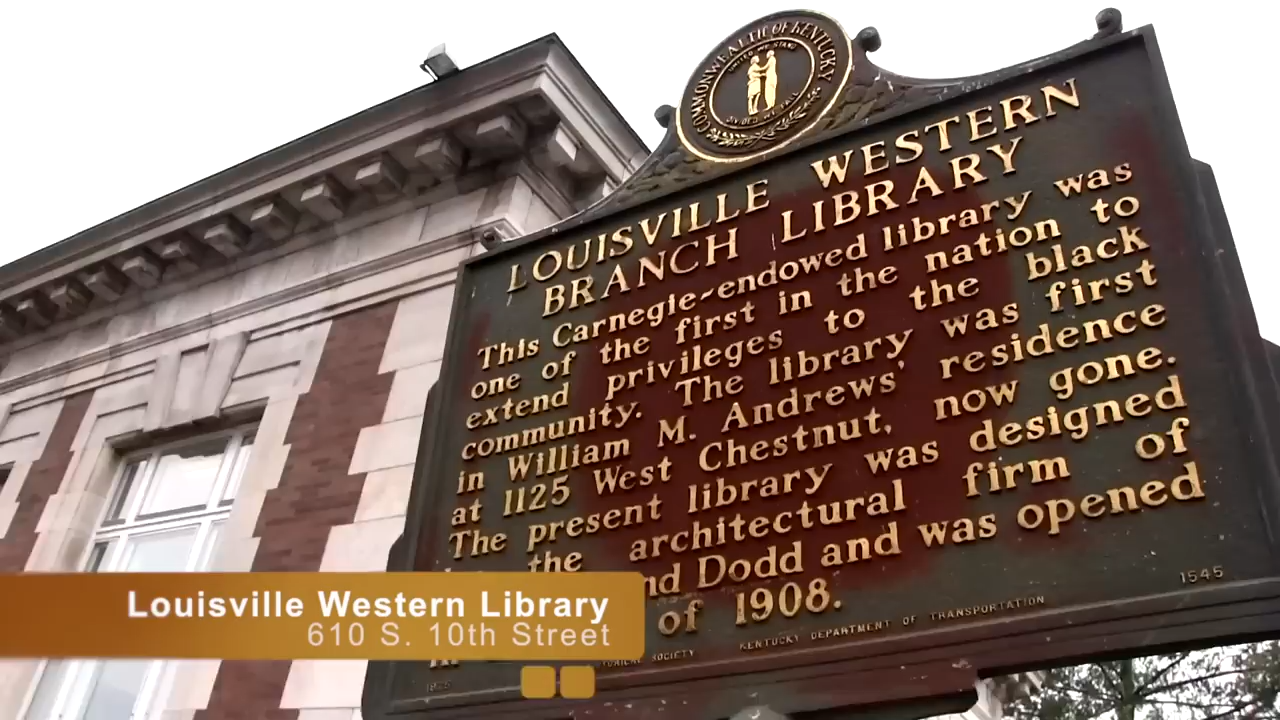 COMMONWEALTH OF KENTUCKY
UNITED WE STAND
DIVIDED WE FALL
LOUISVILLE WESTERN
BRANCH LIBRARY
This Carnegie-endowed library was
one of the first in the nation to
extend privileges to the black
community. The library was first
in William M. Andrews' residence
at 1125 West Chestnut, now gone.
The present library was designed
the architectural firm of
nd Dodd and was opened
of 1908.
1545
SOCIETY KENTUCKY DEPARTMENT OF TRANSPORTATION
Louisville Western Library
610 S. 10th Street